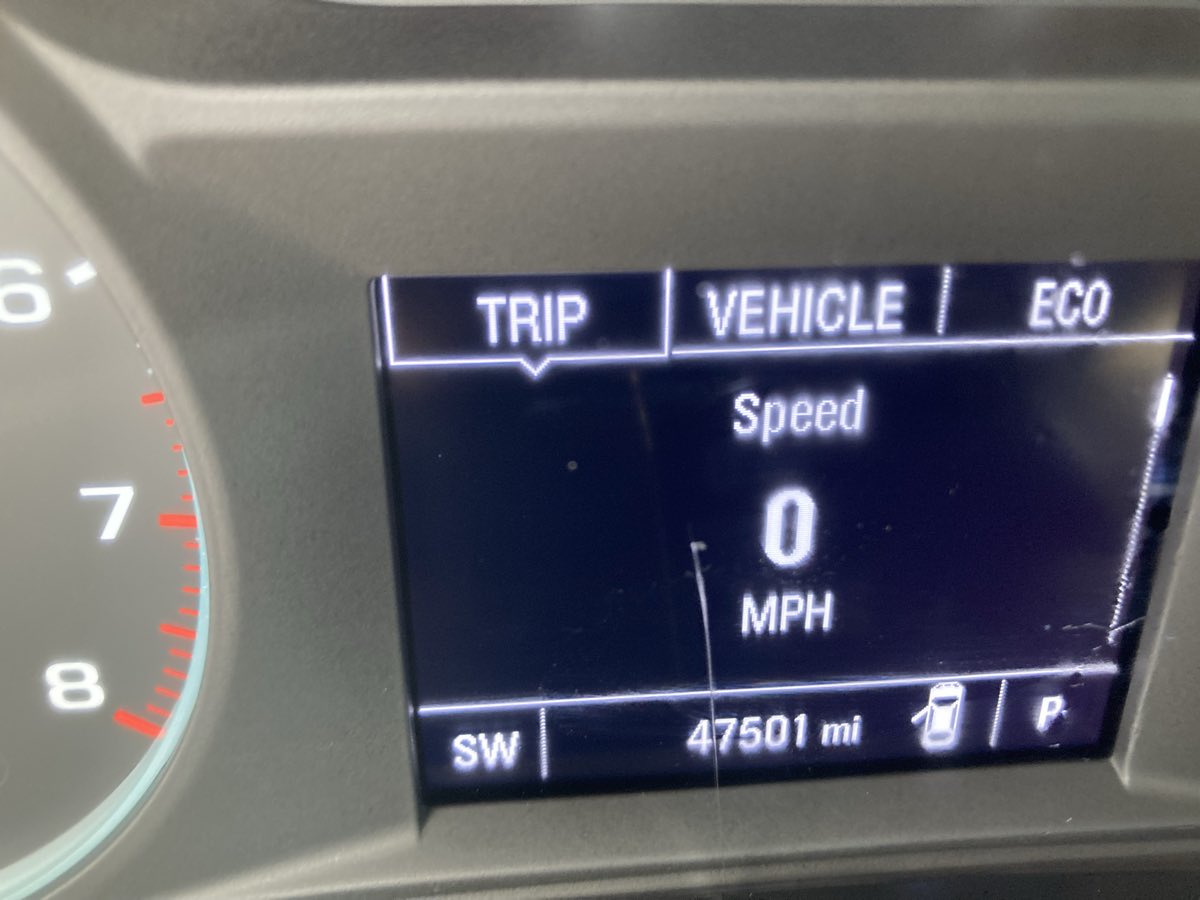 6
7
8
TRIP VEHICLE ECO
Speed
0
MPH
SW 47501 mi P